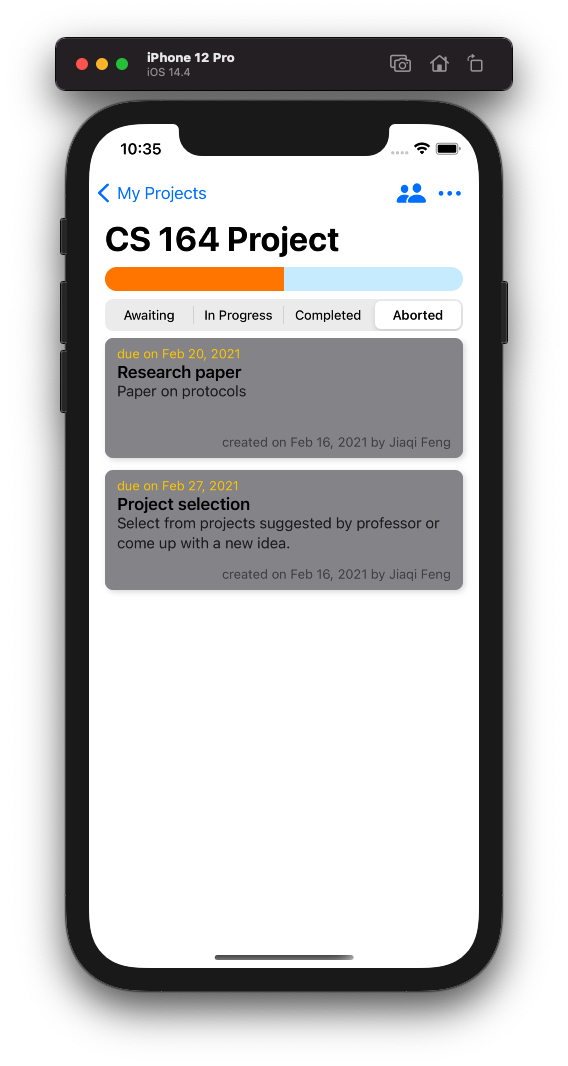 iPhone 12 Pro
iOS 14.4
10:35
My Projects
CS 164 Project
Awaiting
In Progress
Completed
Aborted
due on Feb 20, 2021
Research paper
Paper on protocols
created on Feb 16, 2021 by Jiaqi Feng
due on Feb 27, 2021
Project selection
Select from projects suggested by professor or
come up with a new idea.
created on Feb 16, 2021 by Jiaqi Feng